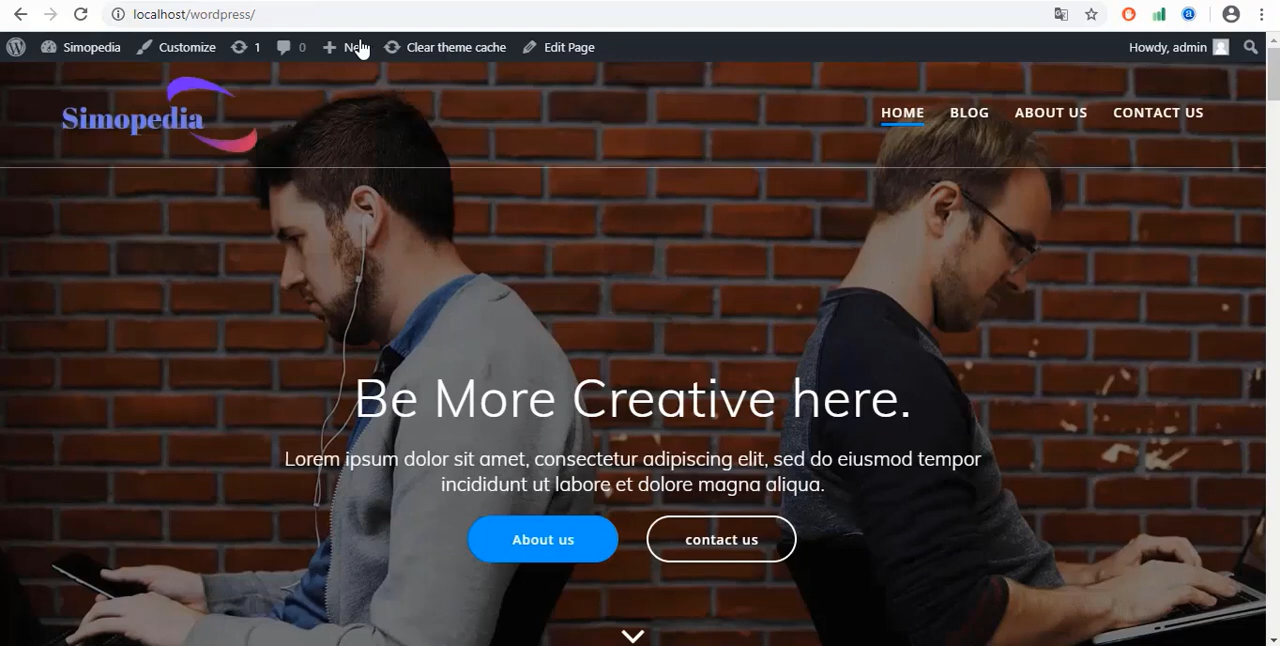 localhost/wordpress/
Simopedia Customize 1 0 New Clear theme cache Edit Page Howdy, admin
Simopedia
HOME BLOG ABOUT US CONTACT US
Be More Creative here.
Lorem ipsum dolor sit amet, consectetur adipiscing elit, sed do eiusmod tempor
incididunt ut labore et dolore magna aliqua.
About us contact us